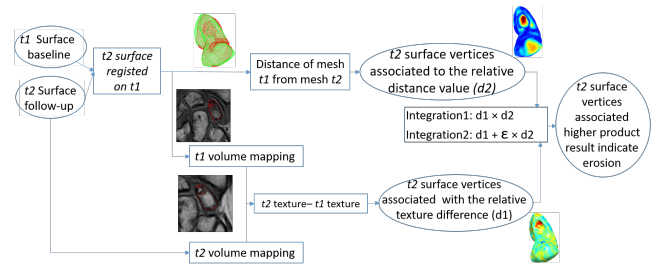 t1 Surface
baseline
t2 Surface
follow-up
t2 surface
registed
on t1
Distance of mesh
t1 from mesh t2
t2 surface vertices
associated to the relative
distance value (d2)
Integration1: d1 × d2
Integration2: d1 + ε × d2
t2 surface
vertices
associated
higher product
result indicate
erosion
t1 volume mapping
t2 texture– t1 texture
t2 surface vertices
associated with the relative
texture difference (d1)
t2 volume mapping